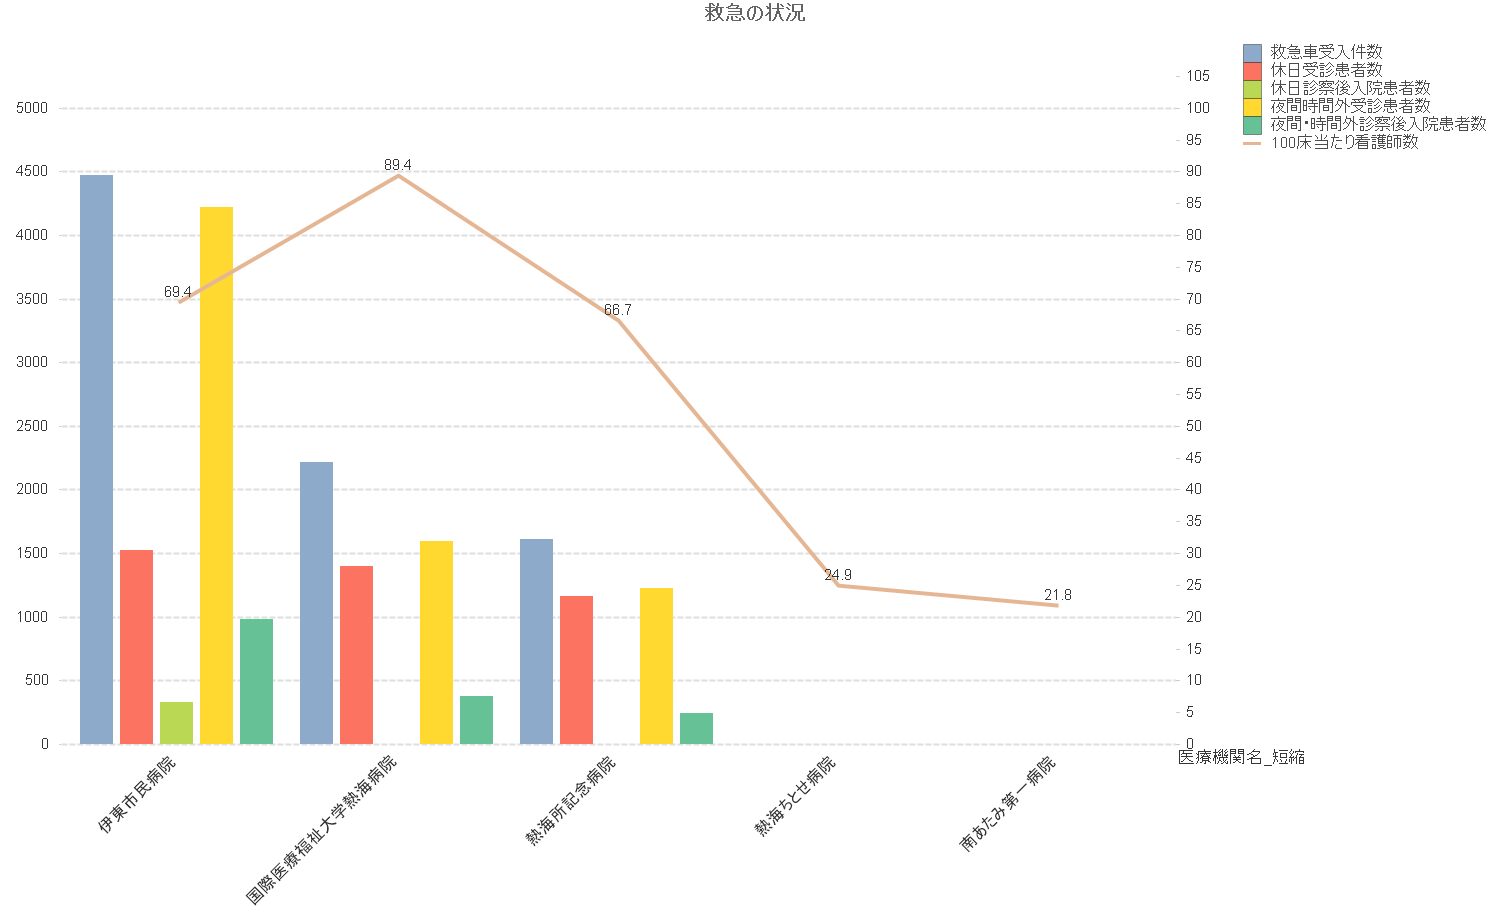 救急の状況
救急車受入件数
休日受診患者数
休日診察後入院患者数
夜間時間外受診患者数
夜間・時間外診察後入院患者数
100床当たり看護師数
5000
4500
4000
3500
3000
2500
2000
1500
1000
500
0
105
100
95
90
85
80
75
70
65
60
55
50
45
40
35
30
25
20
15
10
5
0
69.4
89.4
66.7
24.9
21.8
伊東市民病院
国際医療福祉大学熱海病院
熱海所記念病院
熱海ちとせ病院
南あたみ第一病院
医療機関名_短縮